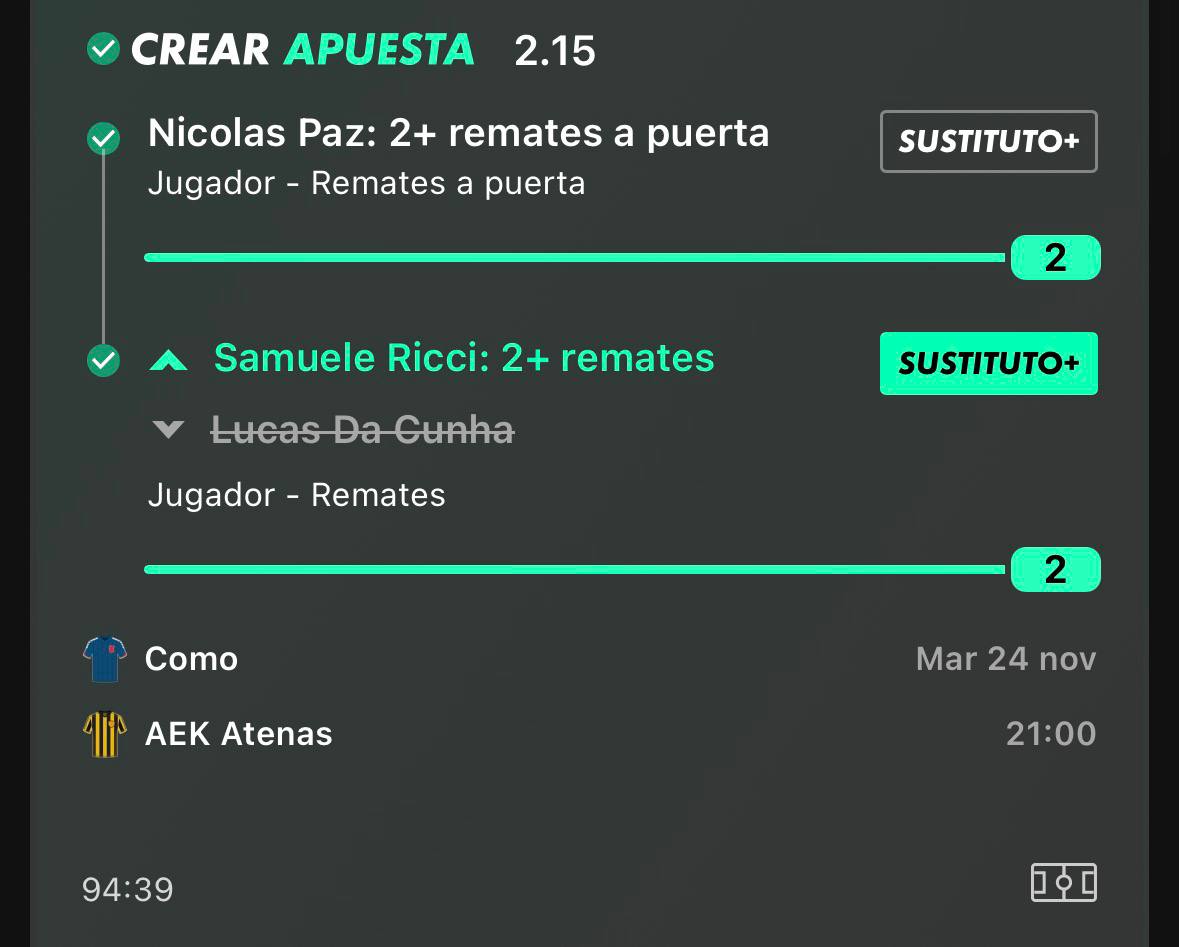 CREAR APUESTA 2.15
Nicolas Paz: 2+ remates a puerta SUSTITUTO+
Jugador - Remates a puerta
2
Samuele Ricci: 2+ remates SUSTITUTO+
Lucas Da Cunha
Jugador - Remates
2
Como Mar 24 nov
AEK Atenas 21:00
94:39